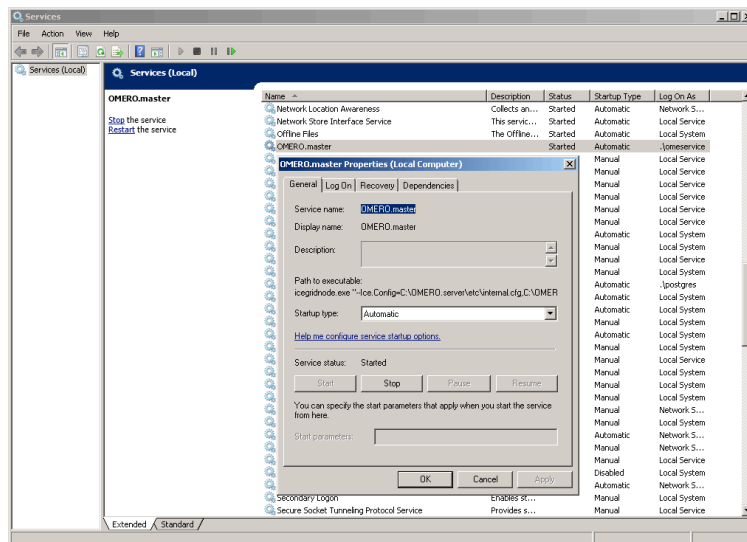 Services
File Action View Help
Services (Local)
Services (Local)
OMERO.master
Stop the service
Restart the service
Name Description Status Startup Type Log On As
Network Location Awareness Collects an... Started Automatic Network S...
Network Store Interface Service This servic... Started Automatic Local Service
Offline Files The Offline... Started Automatic Local System
OMERO.master Started Automatic .\omeservice
OMERO.master Properties (Local Computer)
General Log On Recovery Dependencies
Service name: OMERO.master
Display name: OMERO.master
Description:
Path to executable:
icegridnode.exe "--Ice.Config=C:\OMERO.server\etc\internal.cfg,C:\OMER
Startup type: Automatic
Help me configure service startup options.
Service status: Started
Start Stop Pause Resume
You can specify the start parameters that apply when you start the service
from here.
Start parameters:
OK Cancel Apply
Manual Local Service
Manual Local Service
Manual Local Service
Manual Local Service
Manual Local Service
Manual Local Service
Automatic Local System
Manual Local System
Manual Local Service
Manual Local System
Automatic .\postgres
Automatic Local System
Automatic Local System
Manual Local System
Automatic Local System
Manual Local System
Manual Local Service
Manual Local System
Manual Local System
Manual Local System
Manual Network S...
Manual Local System
Automatic Network S...
Manual Network S...
Manual Local Service
Disabled Local System
Automatic Network S...
Secondary Logon Enables st... Manual Local System
Secure Socket Tunneling Protocol Service Provides s... Manual Local Service
Extended Standard